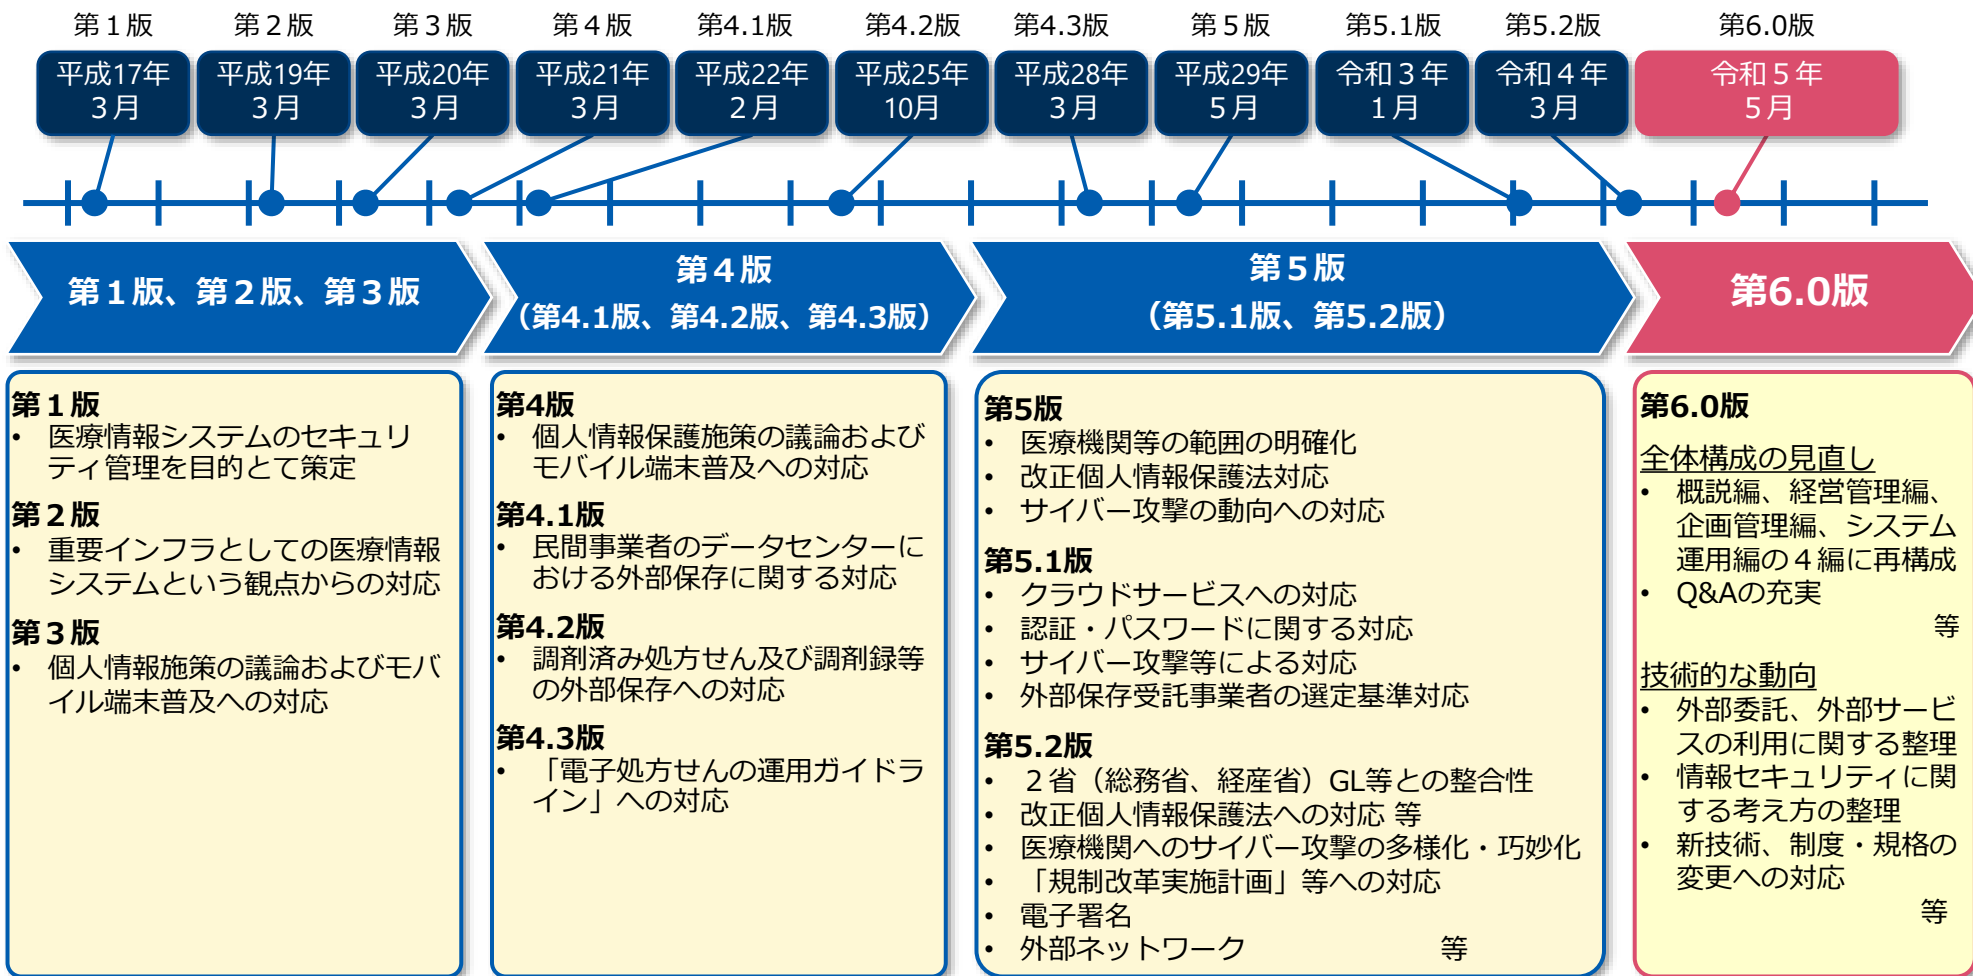 第１版
第２版
第３版
第４版
第4.1版
第4.2版
第4.3版
第５版
第5.1版
第5.2版
第6.0版
平成17年
３月
平成19年
３月
平成20年
３月
平成21年
３月
平成22年
２月
平成25年
10月
平成28年
３月
平成29年
５月
令和３年
１月
令和４年
３月
令和５年
５月
第１版、第２版、第３版
第４版
（第4.1版、第4.2版、第4.3版）
第５版
（第5.1版、第5.2版）
第6.0版
第１版
• 医療情報システムのセキュリ
ティ管理を目的とて策定
第２版
• 重要インフラとしての医療情報
システムという観点からの対応
第３版
• 個人情報施策の議論およびモバ
イル端末普及への対応
第4版
• 個人情報保護施策の議論および
モバイル端末普及への対応
第4.1版
• 民間事業者のデータセンターに
おける外部保存に関する対応
第4.2版
• 調剤済み処方せん及び調剤録等
の外部保存への対応
第4.3版
• 「電子処方せんの運用ガイドラ
イン」への対応
第5版
• 医療機関等の範囲の明確化
• 改正個人情報保護法対応
• サイバー攻撃の動向への対応
第5.1版
• クラウドサービスへの対応
• 認証・パスワードに関する対応
• サイバー攻撃等による対応
• 外部保存受託事業者の選定基準対応
第5.2版
• ２省（総務省、経産省）GL等との整合性
• 改正個人情報保護法への対応 等
• 医療機関へのサイバー攻撃の多様化・巧妙化
• 「規制改革実施計画」等への対応
• 電子署名
• 外部ネットワーク 等
第6.0版
全体構成の見直し
• 概説編、経営管理編、
企画管理編、システム
運用編の４編に再構成
• Q&Aの充実
等
技術的な動向
• 外部委託、外部サービ
スの利用に関する整理
• 情報セキュリティに関
する考え方の整理
• 新技術、制度・規格の
変更への対応
等